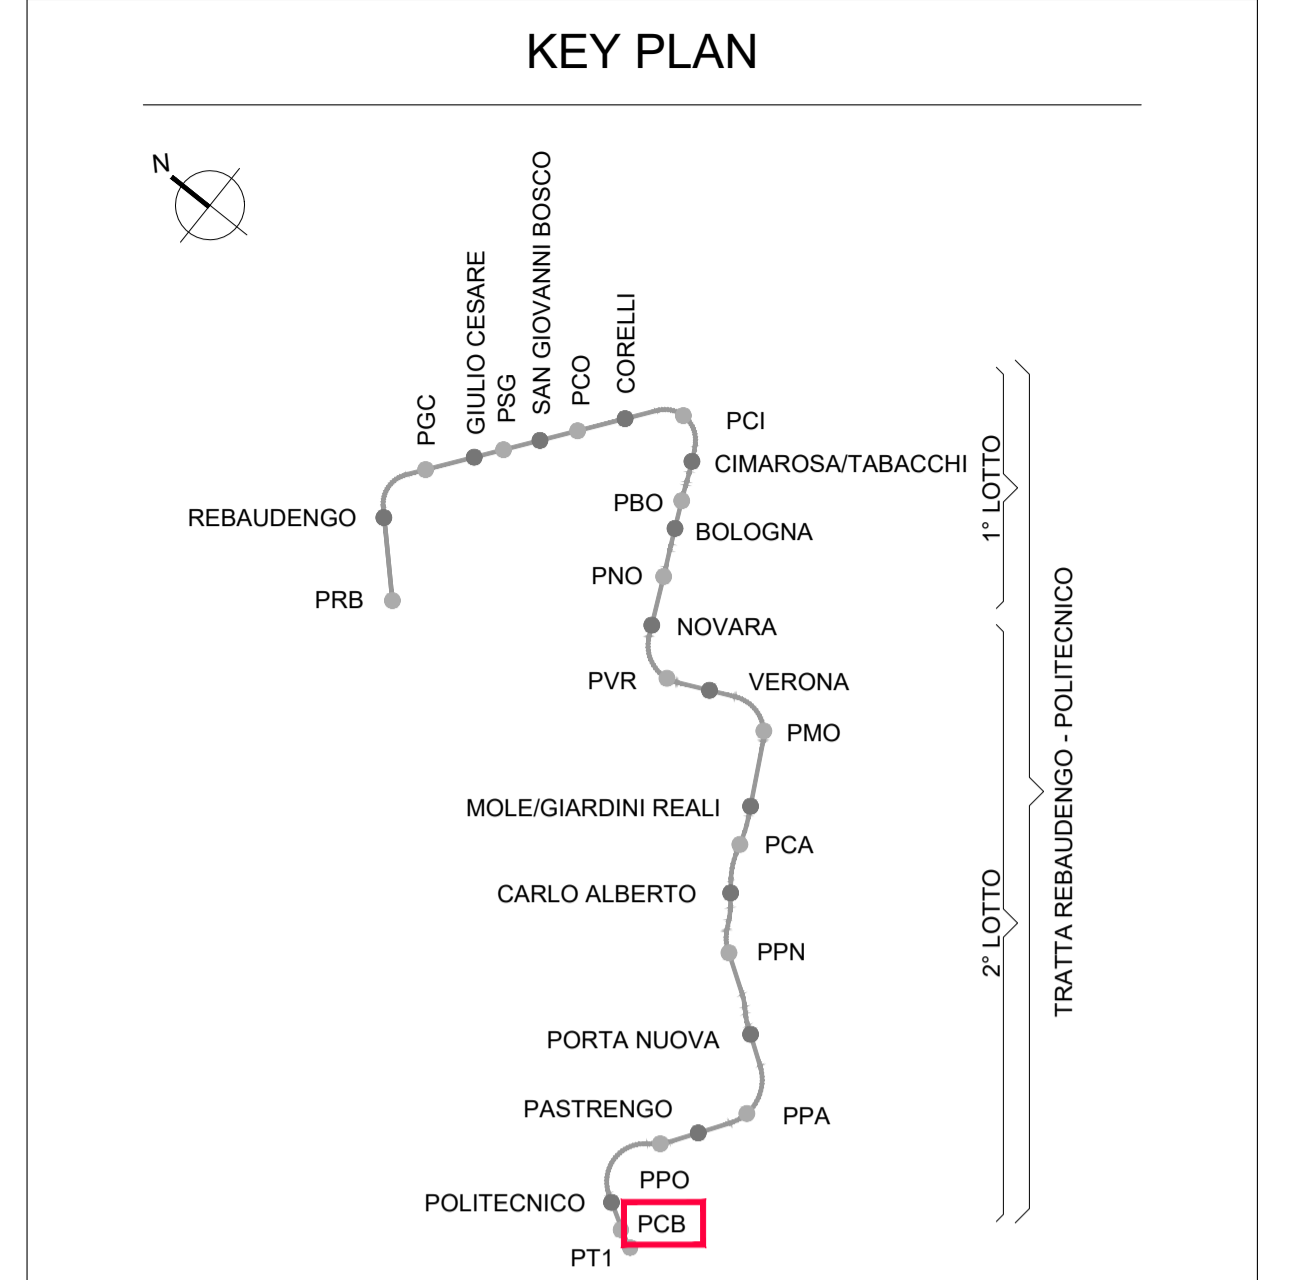 KEY PLAN
N
PGC
GIULIO CESARE
PSG
SAN GIOVANNI BOSCO
PCO
CORELLI
PCI
CIMAROSA/TABACCHI
REBAUDENGO
PBO
BOLOGNA
PNO
PRB
NOVARA
PVR
VERONA
PMO
MOLE/GIARDINI REALI
PCA
CARLO ALBERTO
PPN
PORTA NUOVA
PASTRENGO
PPA
PPO
POLITECNICO
PCB
PT1
1° LOTTO
2° LOTTO
TRATTA REBAUDENGO - POLITECNICO